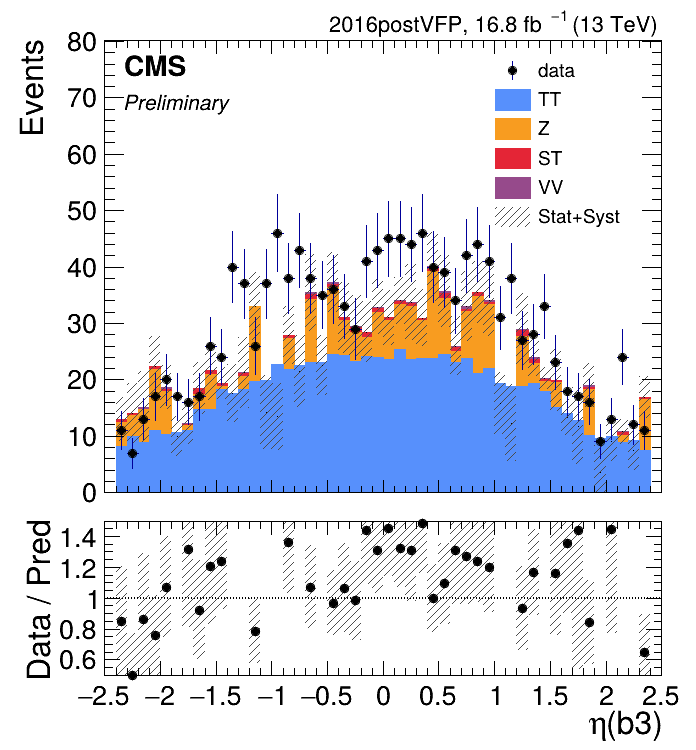 2016postVFP, 16.8 fb⁻¹ (13 TeV)
CMS
Preliminary
Events
80
70
60
50
40
30
20
10
0
data
TT
Z
ST
VV
Stat+Syst
Data / Pred
1.4
1.2
1
0.8
0.6
−2.5 −2 −1.5 −1 −0.5 0 0.5 1 1.5 2 2.5
η(b3)